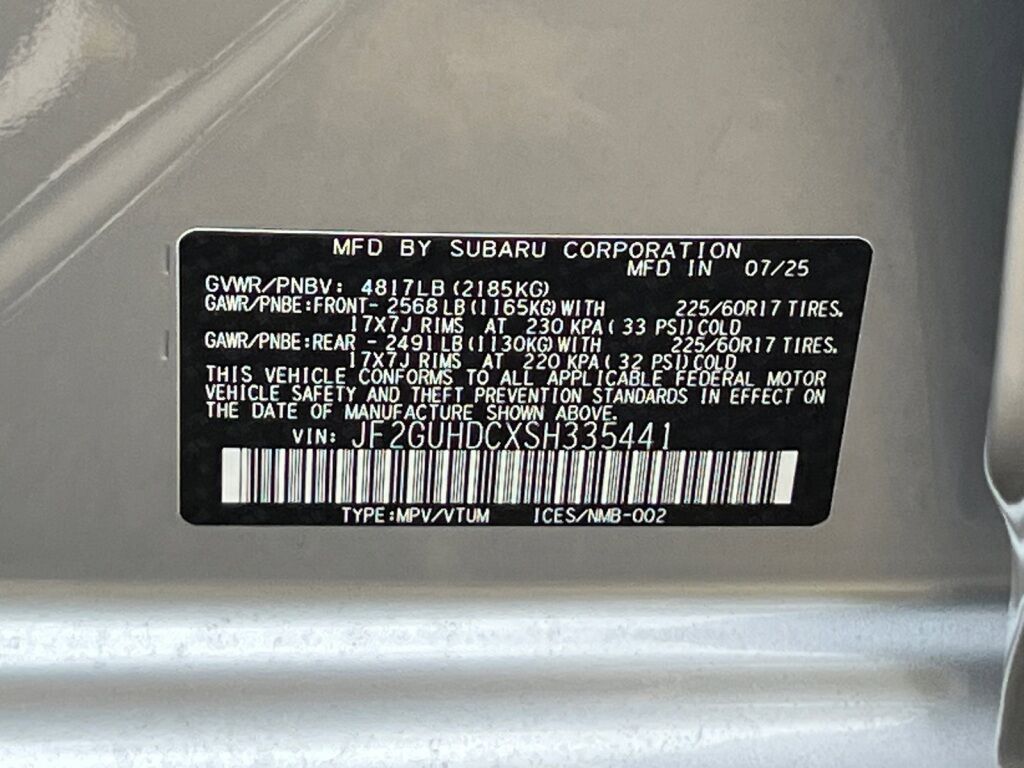 MFD BY SUBARU CORPORATION
MFD IN 07/25
GVWR/PNBV: 4817LB (2185KG)
GAWR/PNBE:FRONT- 2568 LB (1165KG) WITH 225/60R17 TIRES.
17X7J RIMS AT 230 KPA ( 33 PSI) COLD
GAWR/PNBE:REAR - 2491 LB (1130KG) WITH 225/60R17 TIRES.
17X7J RIMS AT 220 KPA ( 32 PSI) COLD
THIS VEHICLE CONFORMS TO ALL APPLICABLE FEDERAL MOTOR
VEHICLE SAFETY AND THEFT PREVENTION STANDARDS IN EFFECT ON
THE DATE OF MANUFACTURE SHOWN ABOVE.
VIN: JF2GUHDCXSH335441
TYPE:MPV/VTUM ICES/NMB-002